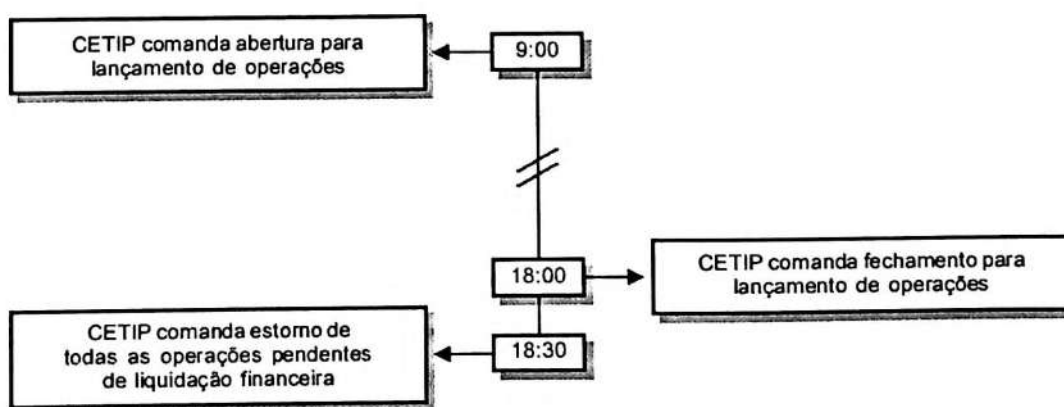 CETIP comanda abertura para
lançamento de operações
9:00
18:00
CETIP comanda fechamento para
lançamento de operações
CETIP comanda estorno de
todas as operações pendentes
de liquidação financeira
18:30